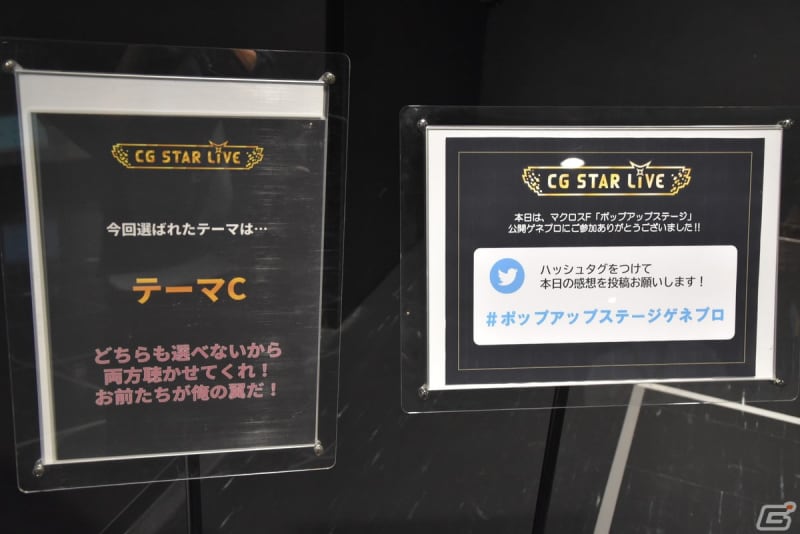 CG STAR LiVE
今回選ばれたテーマは…
テーマC
どちらも選べないから
両方聴かせてくれ！
お前たちが俺の翼だ！
CG STAR LiVE
本日は、マクロスF「ポップアップステージ」
公開ゲネプロにご参加ありがとうございました!!
ハッシュタグをつけて
本日の感想を投稿お願いします！
#ポップアップステージゲネプロ
G